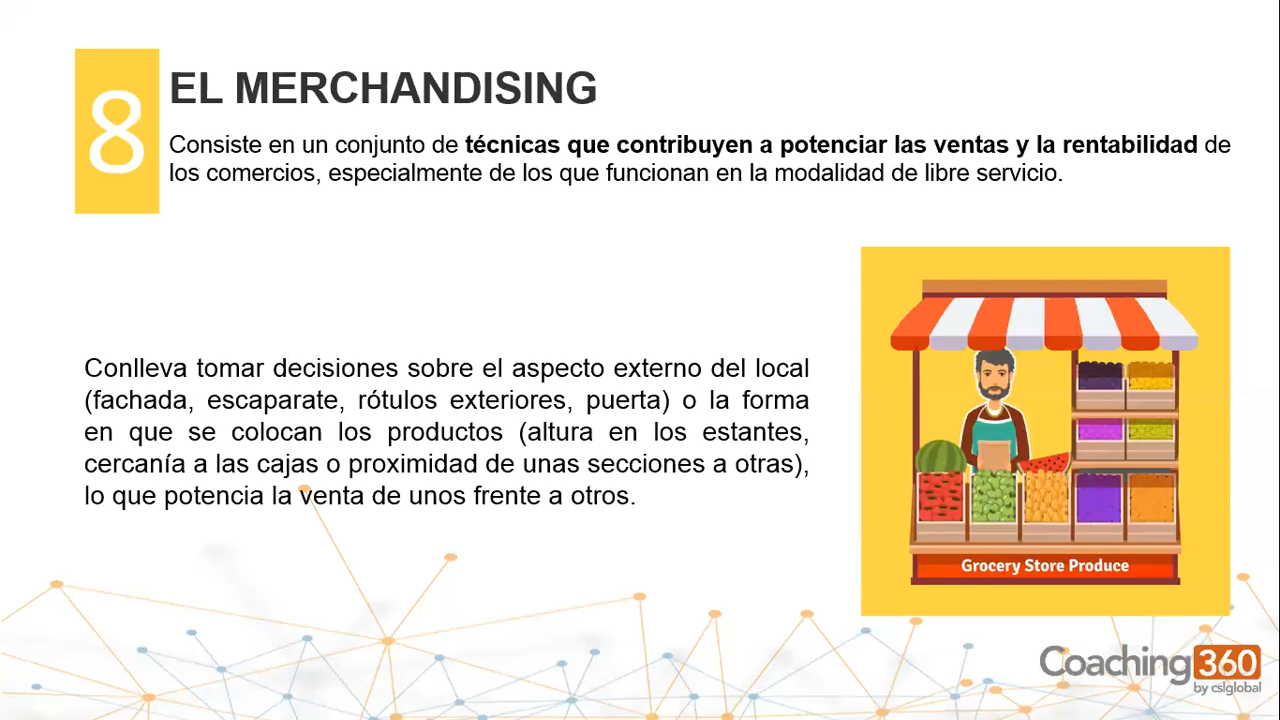 8
EL MERCHANDISING
Consiste en un conjunto de técnicas que contribuyen a potenciar las ventas y la rentabilidad de
los comercios, especialmente de los que funcionan en la modalidad de libre servicio.
Conlleva tomar decisiones sobre el aspecto externo del local
(fachada, escaparate, rótulos exteriores, puerta) o la forma
en que se colocan los productos (altura en los estantes,
cercanía a las cajas o proximidad de unas secciones a otras),
lo que potencia la venta de unos frente a otros.
Grocery Store Produce
Coaching360
by cslglobal